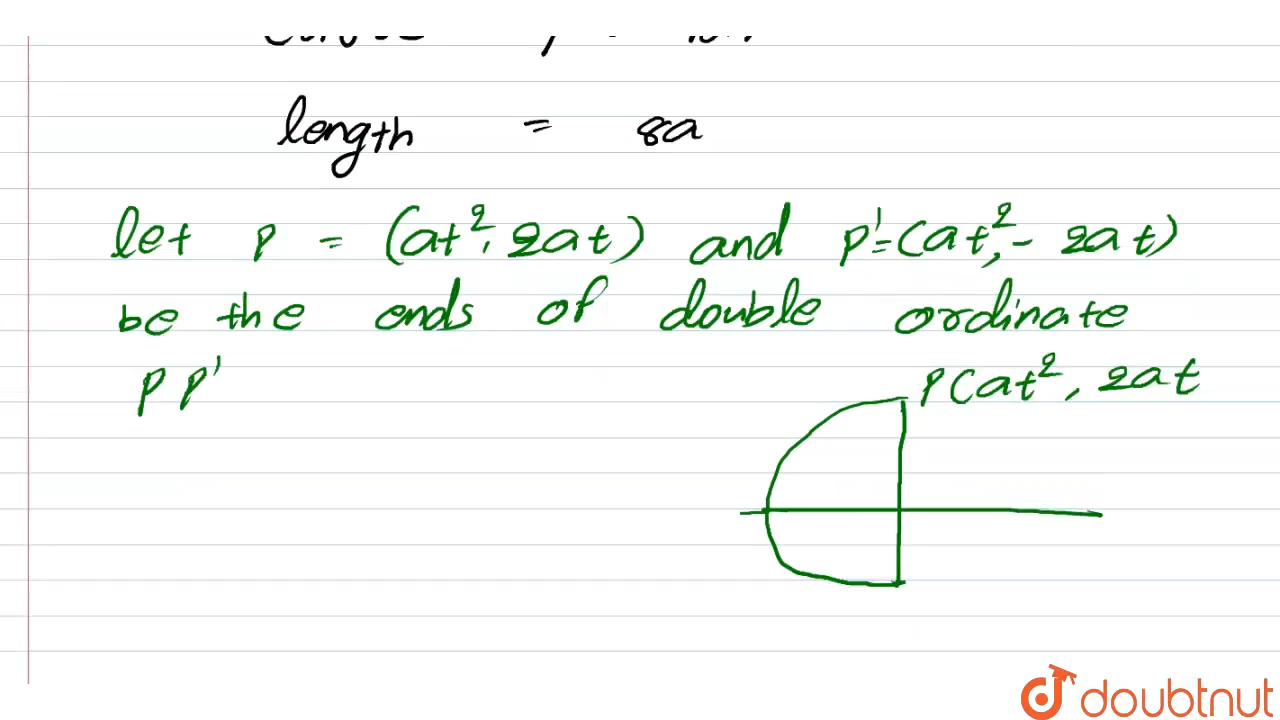 length = 8a
let P = (at², 2at) and P'=(at², - 2at)
be the ends of double ordinate
PP'
P(at², 2at
doubtnut